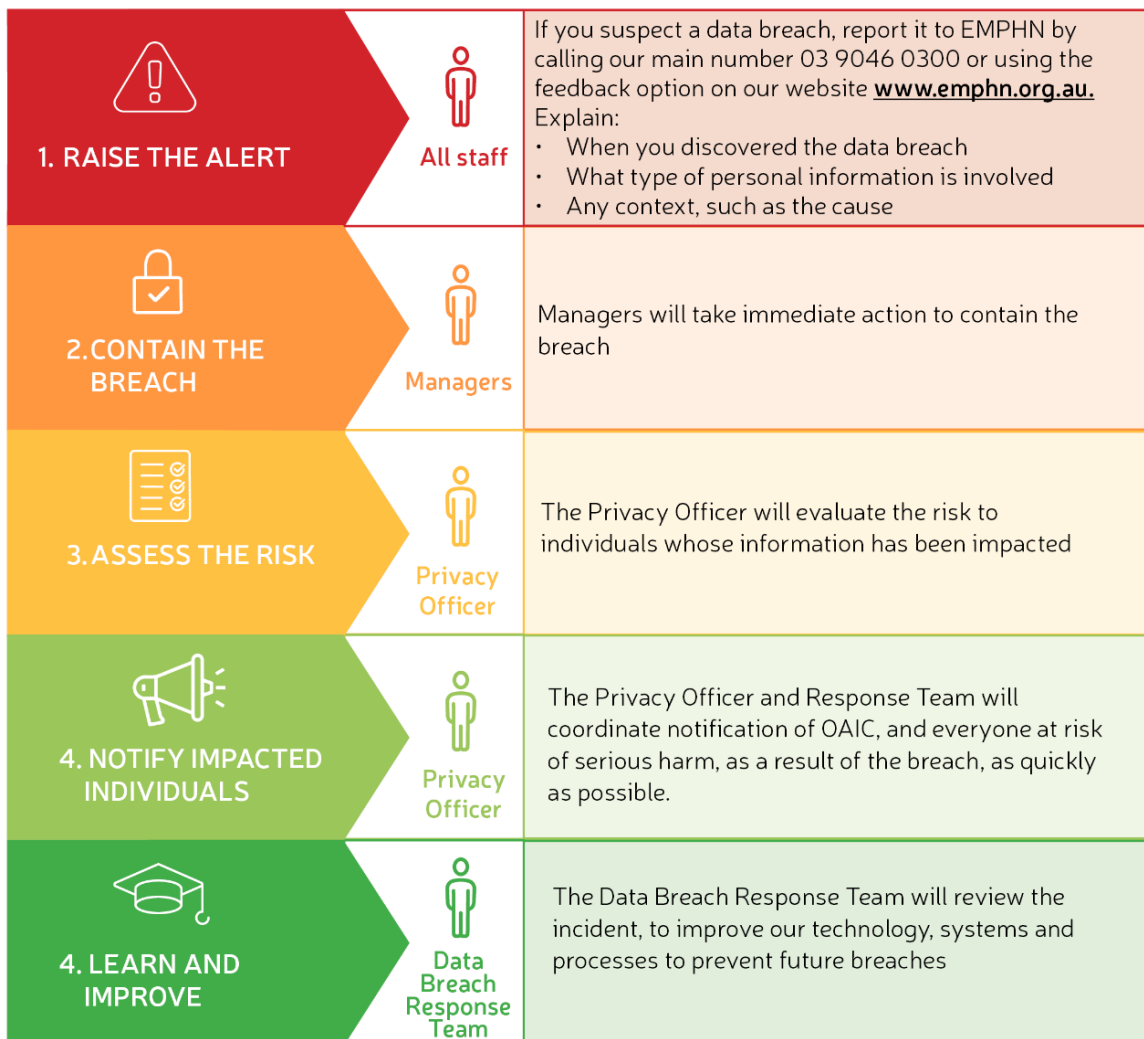 1. RAISE THE ALERT
All staff
If you suspect a data breach, report it to EMPHN by
calling our main number 03 9046 0300 or using the
feedback option on our website www.emphn.org.au.
Explain:
• When you discovered the data breach
• What type of personal information is involved
• Any context, such as the cause
2.CONTAIN THE
BREACH
Managers
Managers will take immediate action to contain the
breach
3. ASSESS THE RISK
Privacy
Officer
The Privacy Officer will evaluate the risk to
individuals whose information has been impacted
4. NOTIFY IMPACTED
INDIVIDUALS
Privacy
Officer
The Privacy Officer and Response Team will
coordinate notification of OAIC, and everyone at risk
of serious harm, as a result of the breach, as quickly
as possible.
4. LEARN AND
IMPROVE
Data
Breach
Response
Team
The Data Breach Response Team will review the
incident, to improve our technology, systems and
processes to prevent future breaches